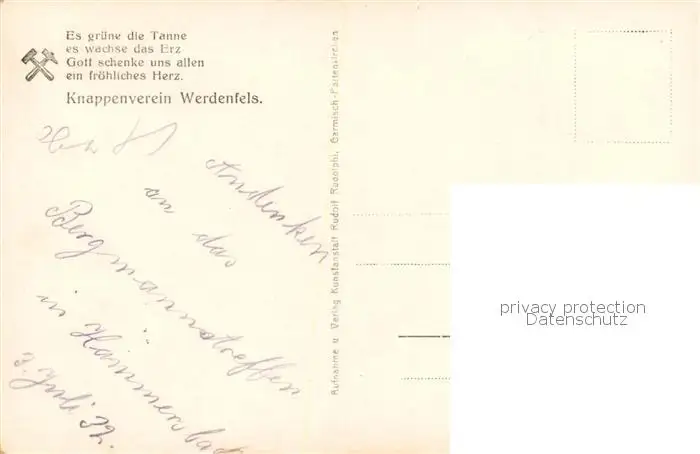 Es grüne die Tanne
es wachse das Erz
Gott schenke uns allen
ein fröhliches Herz.
Knappenverein Werdenfels.
Andenken
an das
Bergmannstreffen
in Hammersbach
3. Juli 32.
Aufnahme u. Verlag Kunstanstalt Rudolf Rudolphi, Garmisch-Partenkirchen
privacy protection
Datenschutz